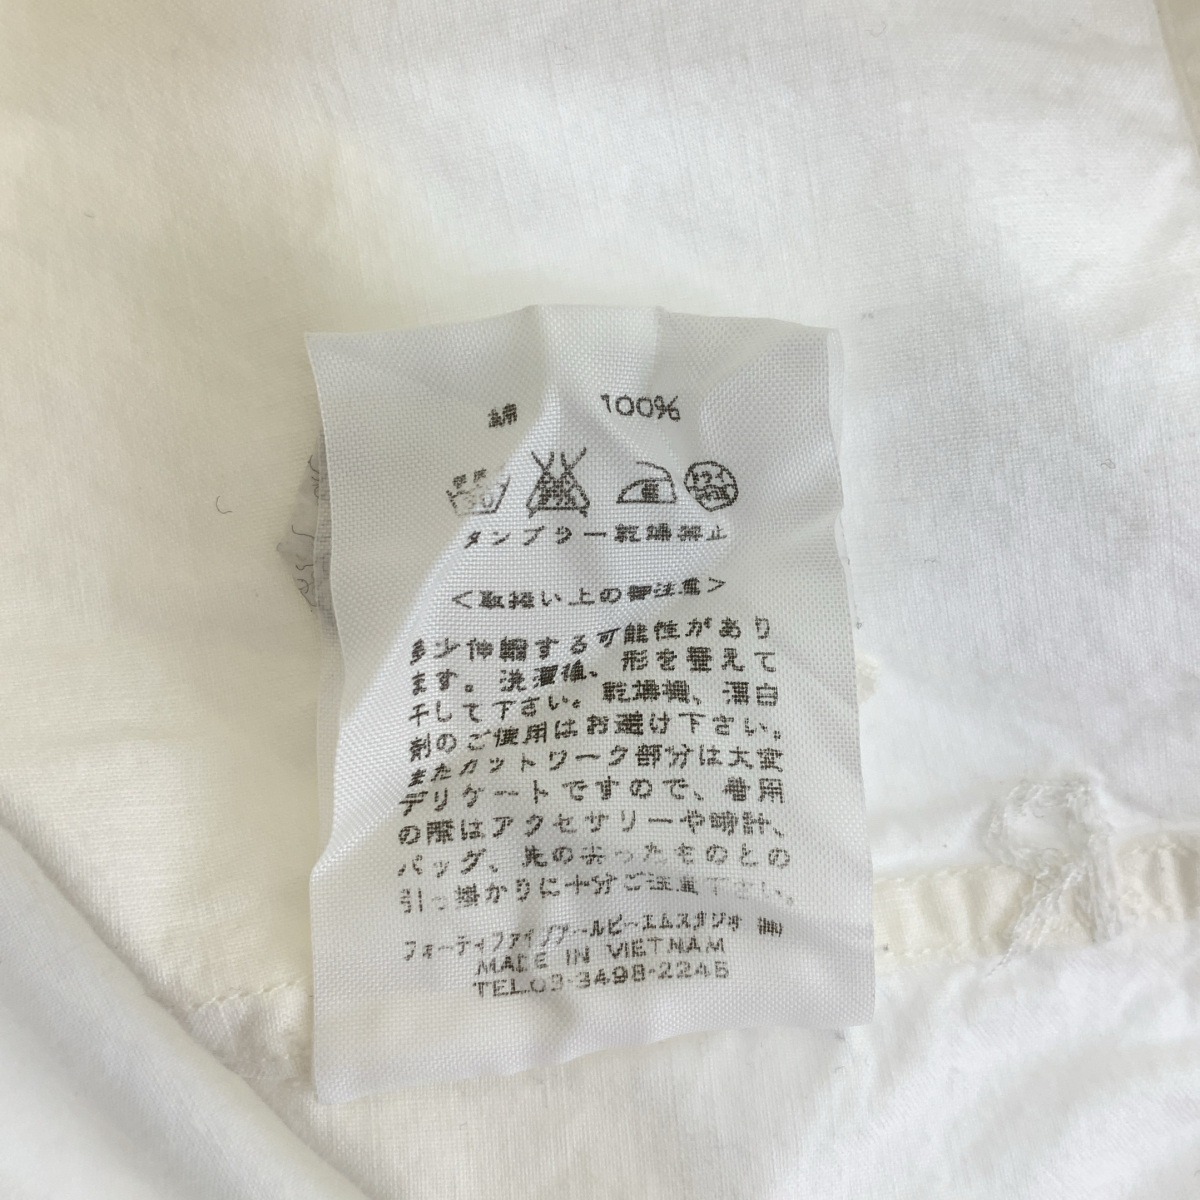 綿 100%
タンブラー乾燥禁止
<取扱い上の御注意>
多少伸縮する可能性があり
ます。洗濯後、形を整えて
干して下さい。乾燥機、漂白
剤のご使用はお避け下さい。
またカットワーク部分は大変
デリケートですので、着用
の際はアクセサリーや時計、
バッグ、先の尖ったものとの
引っ掛かりに十分ご注意下さい。
フォーティファイブアールピーエムスタジオ ㈱
MADE IN VIETNAM
TEL.03-3498-2245